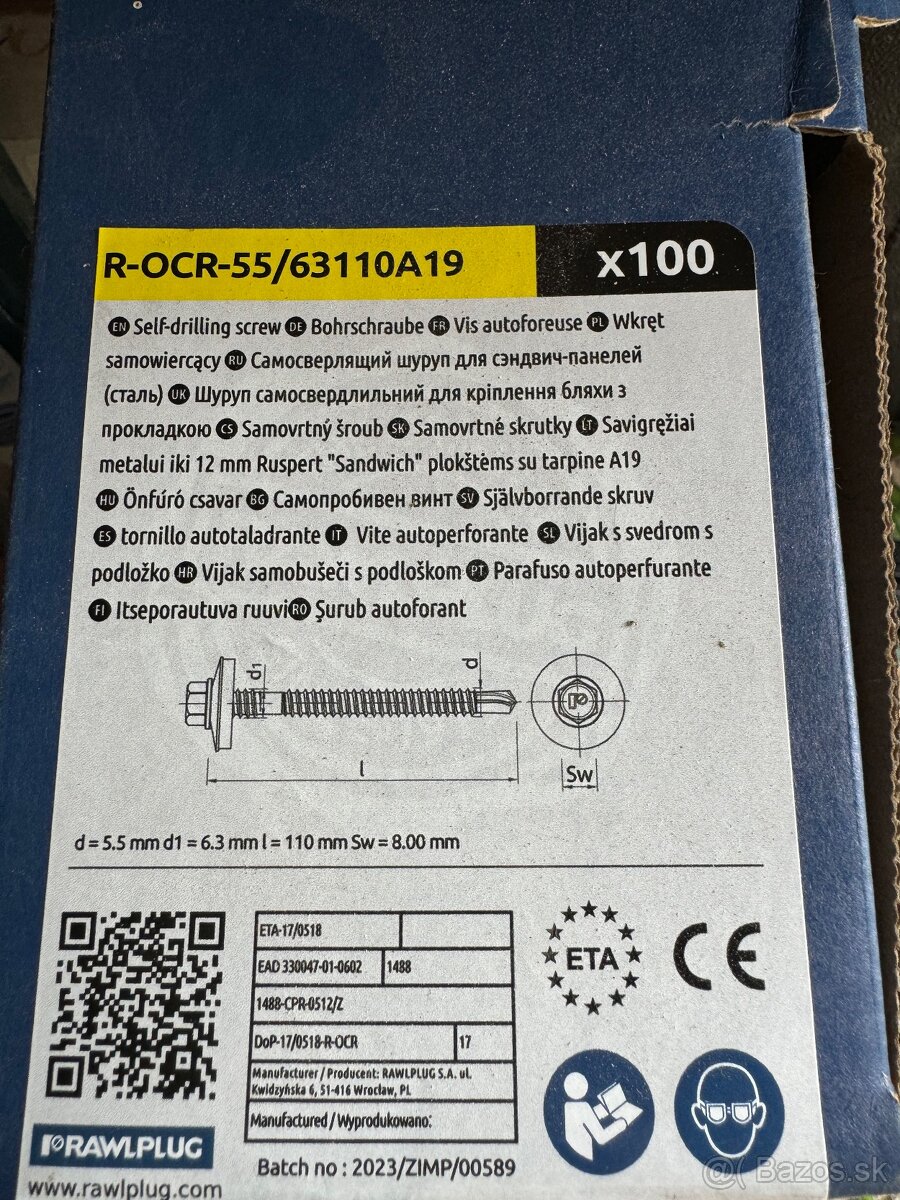 R-OCR-55/63110A19 x100
EN Self-drilling screw DE Bohrschraube FR Vis autoforeuse PL Wkręt
samowiercący RU Самосверлящий шуруп для сэндвич-панелей
(сталь) UK Шуруп самосвердлильний для кріплення бляхи з
прокладкою CS Samovrtný šroub SK Samovrtné skrutky LT Savigręžiai
metalui iki 12 mm Ruspert "Sandwich" plokštėms su tarpine A19
HU Önfúró csavar BG Самопробивен винт SV Självborrande skruv
ES tornillo autotaladrante IT Vite autoperforante SL Vijak s svedrom s
podložko HR Vijak samobušeči s podloškom PT Parafuso autoperfurante
FI Itseporautuva ruuvi RO Şurub autoforant
d1 d
l
Sw
d = 5.5 mm d1 = 6.3 mm l = 110 mm Sw = 8.00 mm
ETA-17/0518
EAD 330047-01-0602 1488
1488-CPR-0512/Z
DoP-17/0518-R-OCR 17
Manufacturer / Producent: RAWLPLUG S.A. ul.
Kwidzyńska 6, 51-416 Wrocław, PL
Manufactured / Wyprodukowano:
Batch no : 2023/ZIMP/00589
ETA
CE
RAWLPLUG
www.rawlplug.com
@ Bazos.sk